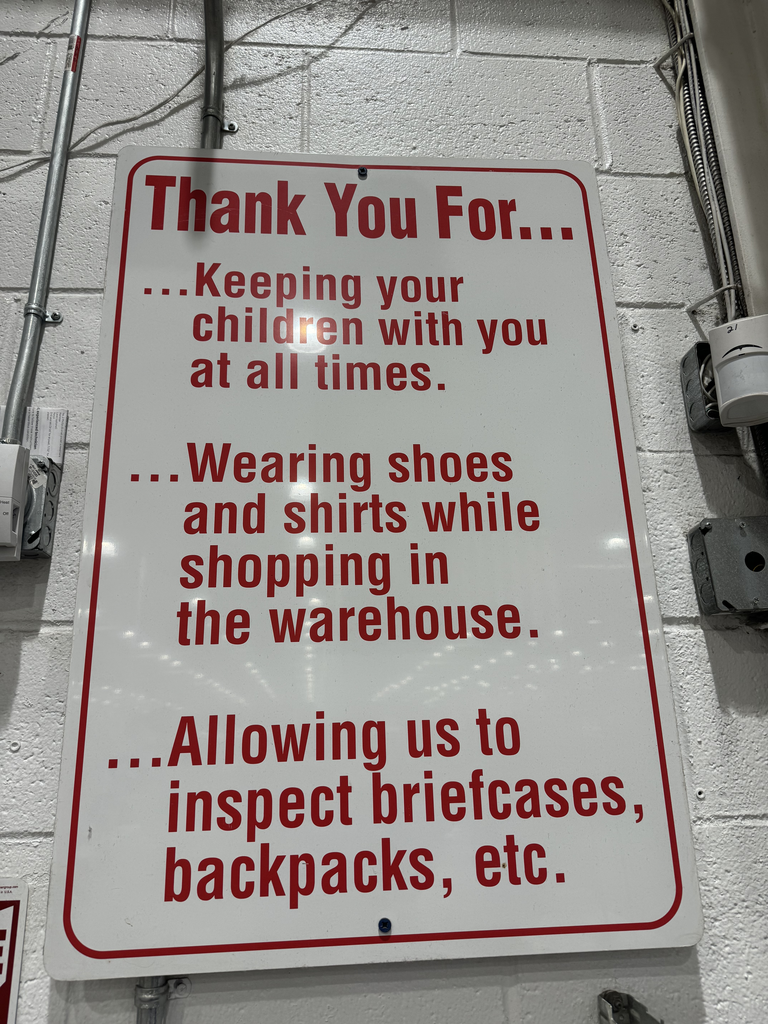 Thank You For...
...Keeping your
children with you
at all times.
...Wearing shoes
and shirts while
shopping in
the warehouse.
...Allowing us to
inspect briefcases,
backpacks, etc.
21